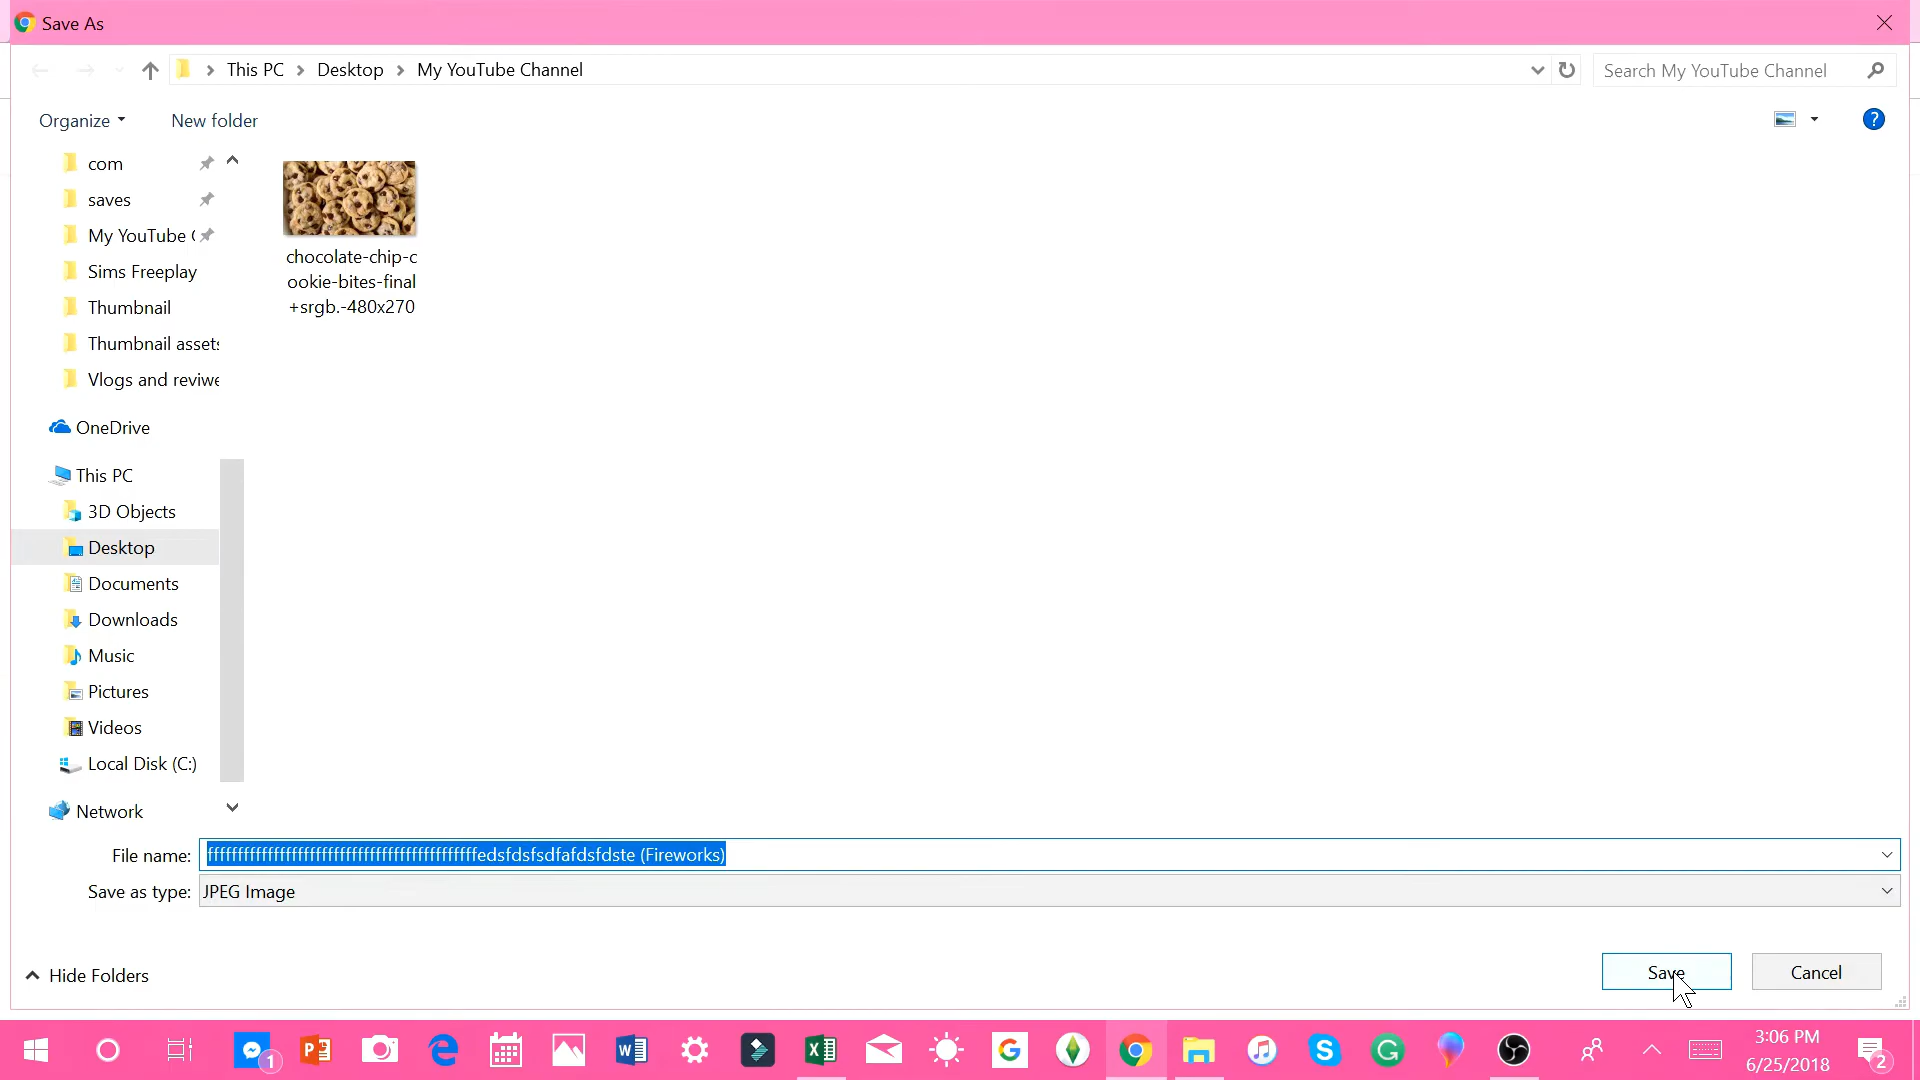 Save As
This PC
Desktop
My YouTube Channel
Search My YouTube Channel
Organize
New folder
?
com
saves
My YouTube (
Sims Freeplay
Thumbnail
Thumbnail assets
Vlogs and reviwe
OneDrive
This PC
3D Objects
Desktop
Documents
Downloads
Music
Pictures
Videos
Local Disk (C:)
Network
chocolate-chip-c
ookie-bites-final
+srgb.-480x270
File name:
Save as type:
JPEG Image
Hide Folders
Save
Cancel
1
3:06 PM
6/25/2018
2